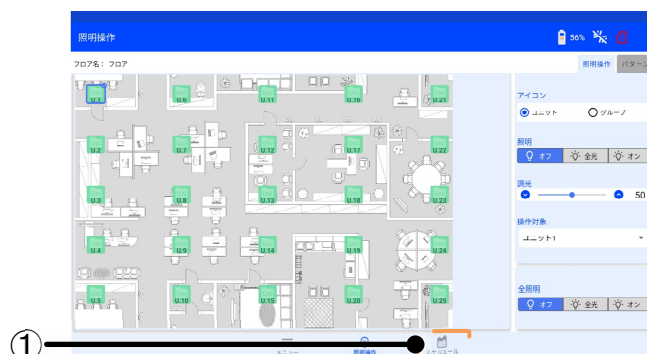 照明操作
56%
フロア名： フロア
照明操作 パターン
U.1 U.6 U.11 U.16 U.21
アイコン
ユニット グループ
U.2 U.7 U.12 U.17 U.22
照明
オフ 全光 オン
調光
50
U.3 U.8 U.13 U.18 U.23
操作対象
ユニット1
U.4 U.9 U.14 U.19 U.24
全照明
オフ 全光 オン
U.5 U.10 U.15 U.20 U.25
① メニュー 照明操作 スケジュール